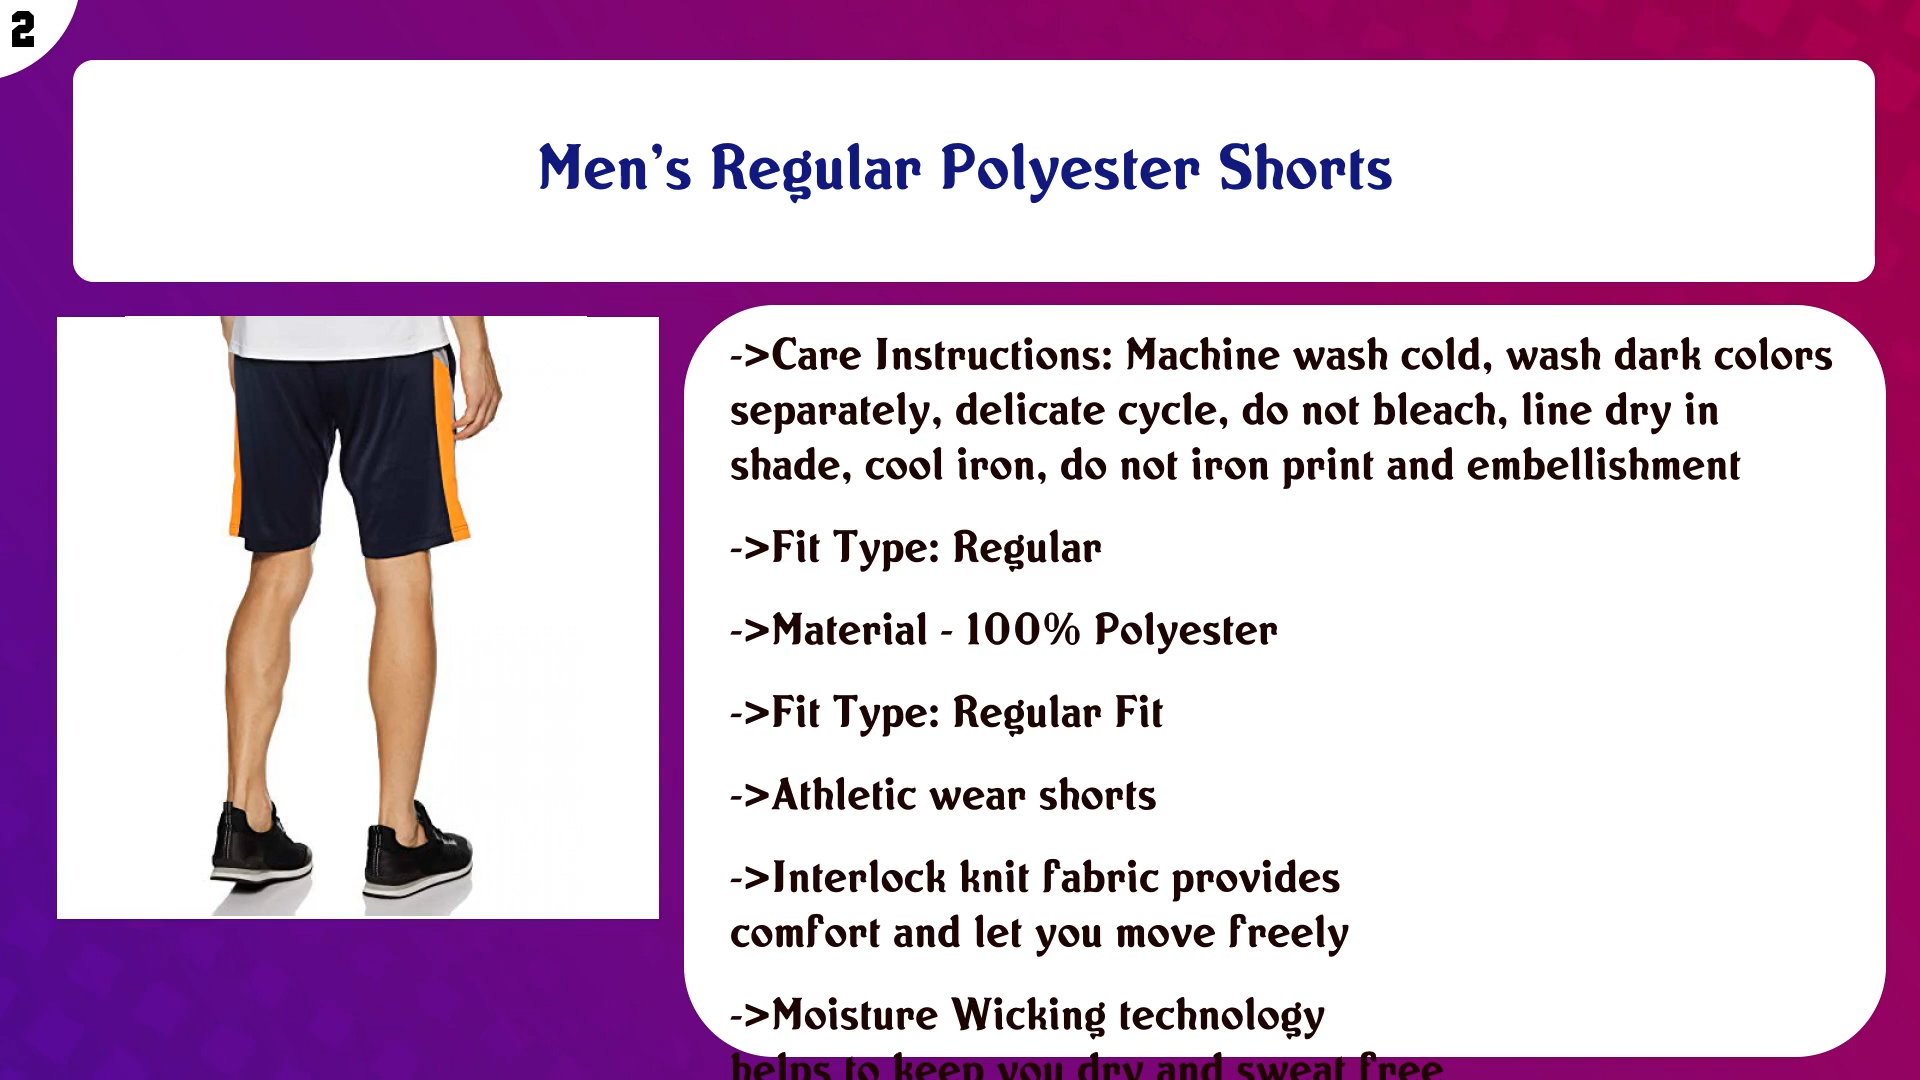 2
Men's Regular Polyester Shorts
->Care Instructions: Machine wash cold, wash dark colors
separately, delicate cycle, do not bleach, line dry in
shade, cool iron, do not iron print and embellishment
->Fit Type: Regular
->Material - 100% Polyester
->Fit Type: Regular Fit
->Athletic wear shorts
->Interlock knit fabric provides
comfort and let you move freely
->Moisture Wicking technology
helps to keep you dry and sweat free